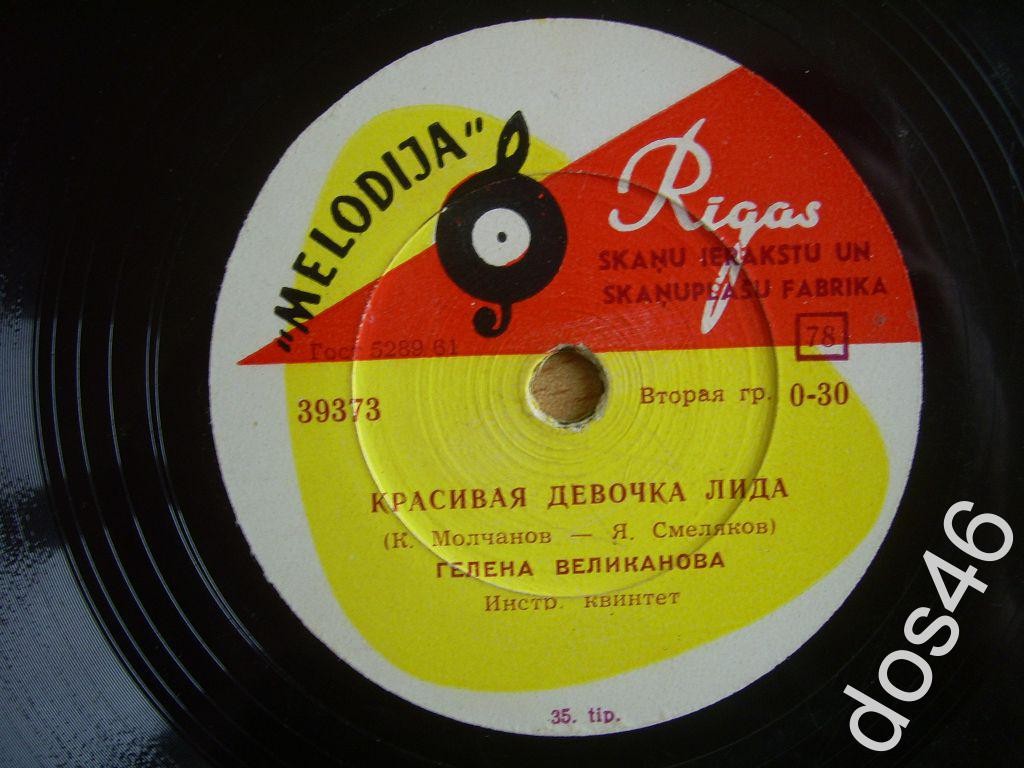 "MELODIJA"
Rīgas
SKAŅU IERAKSTU UN
SKAŅUPLAŠU FABRIKA
78
Гост 5289 61
39373
Вторая гр. 0-30
КРАСИВАЯ ДЕВОЧКА ЛИДА
(К. Молчанов — Я. Смеляков)
ГЕЛЕНА ВЕЛИКАНОВА
Инстр. квинтет
35. tip.
dos46